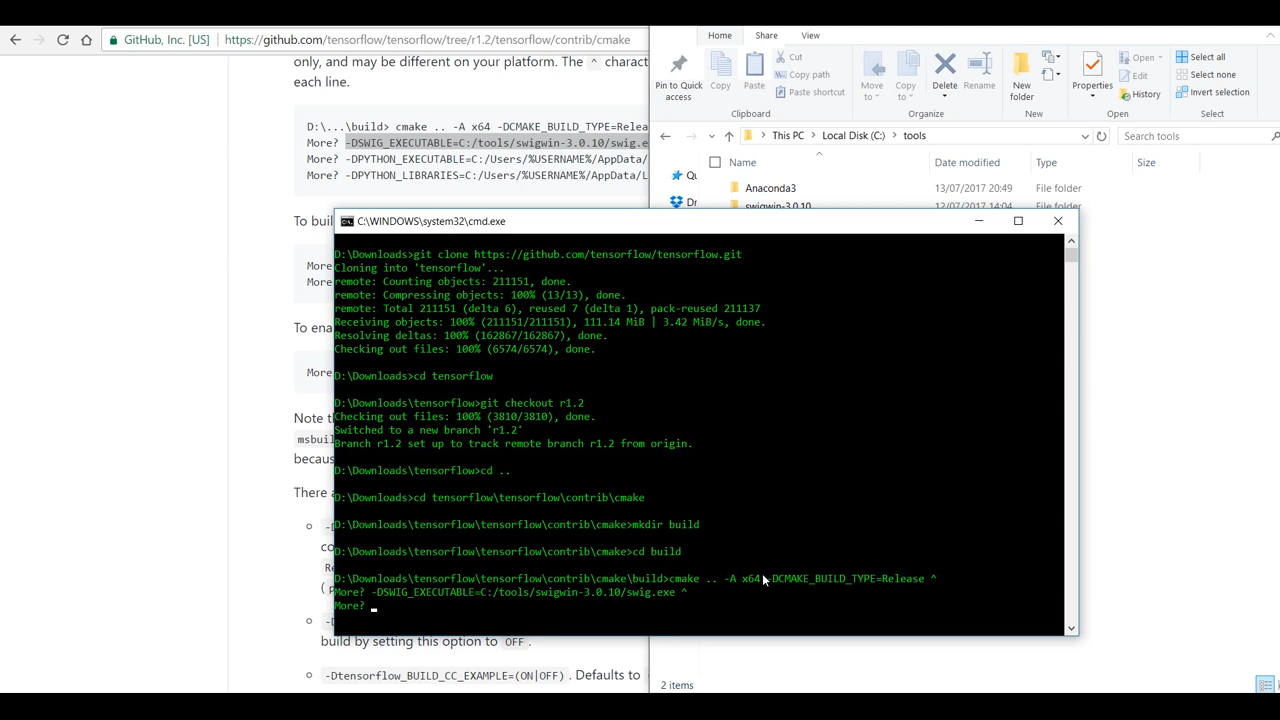 GitHub, Inc. [US] https://github.com/tensorflow/tensorflow/tree/r1.2/tensorflow/contrib/cmake
only, and may be different on your platform. The ^
each line.
D:\...\build> cmake .. -A x64 -DCMAKE_BUILD_TYPE=Relea
More? -DSWIG_EXECUTABLE=C:/tools/swigwin-3.0.10/swig.e
More? -DPYTHON_EXECUTABLE=C:/Users/%USERNAME%/AppData/
More? -DPYTHON_LIBRARIES=C:/Users/%USERNAME%/AppData/L
To buil
More
More
To ena
More
Note th
msbuil
becaus
There a
build by setting this option to OFF.
-Dtensorflow_BUILD_CC_EXAMPLE=(ON|OFF). Defaults to
Home Share View
Pin to Quick access
Copy
Paste
Cut
Copy path
Paste shortcut
Clipboard
Move to
Copy to
Delete
Rename
Organize
New folder
New
Properties
Open
Edit
History
Open
Select all
Select none
Invert selection
Select
This PC > Local Disk (C:) > tools
Search tools
Name Date modified Type Size
Anaconda3 13/07/2017 20:49 File folder
swigwin-3.0.10 12/07/2017 14:04 File folder
2 items
C:\WINDOWS\system32\cmd.exe
D:\Downloads>git clone https://github.com/tensorflow/tensorflow.git
Cloning into 'tensorflow'...
remote: Counting objects: 211151, done.
remote: Compressing objects: 100% (13/13), done.
remote: Total 211151 (delta 6), reused 7 (delta 1), pack-reused 211137
Receiving objects: 100% (211151/211151), 111.14 MiB | 3.42 MiB/s, done.
Resolving deltas: 100% (162867/162867), done.
Checking out files: 100% (6574/6574), done.
D:\Downloads>cd tensorflow
D:\Downloads\tensorflow>git checkout r1.2
Checking out files: 100% (3810/3810), done.
Switched to a new branch 'r1.2'
Branch r1.2 set up to track remote branch r1.2 from origin.
D:\Downloads\tensorflow>cd ..
D:\Downloads>cd tensorflow\tensorflow\contrib\cmake
D:\Downloads\tensorflow\tensorflow\contrib\cmake>mkdir build
D:\Downloads\tensorflow\tensorflow\contrib\cmake>cd build
D:\Downloads\tensorflow\tensorflow\contrib\cmake\build>cmake .. -A x64 -DCMAKE_BUILD_TYPE=Release ^
More? -DSWIG_EXECUTABLE=C:/tools/swigwin-3.0.10/swig.exe ^
More?